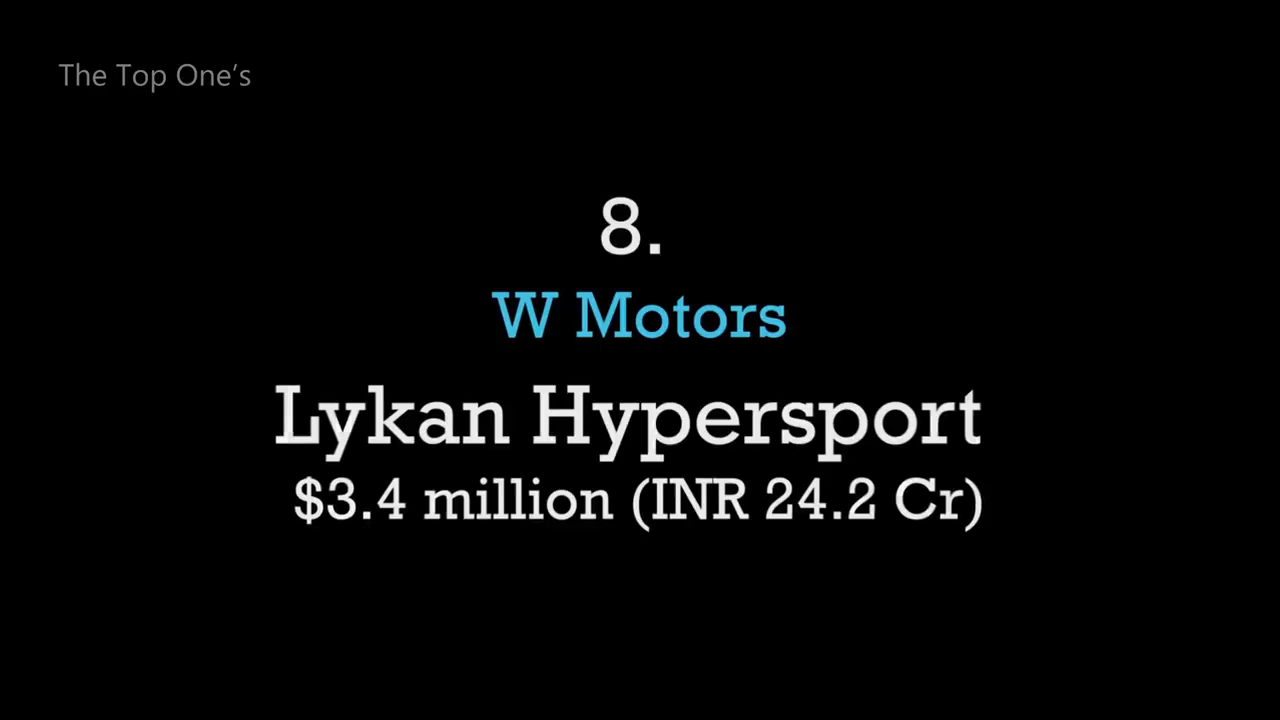 The Top One's
8.
W Motors
Lykan Hypersport
$3.4 million (INR 24.2 Cr)